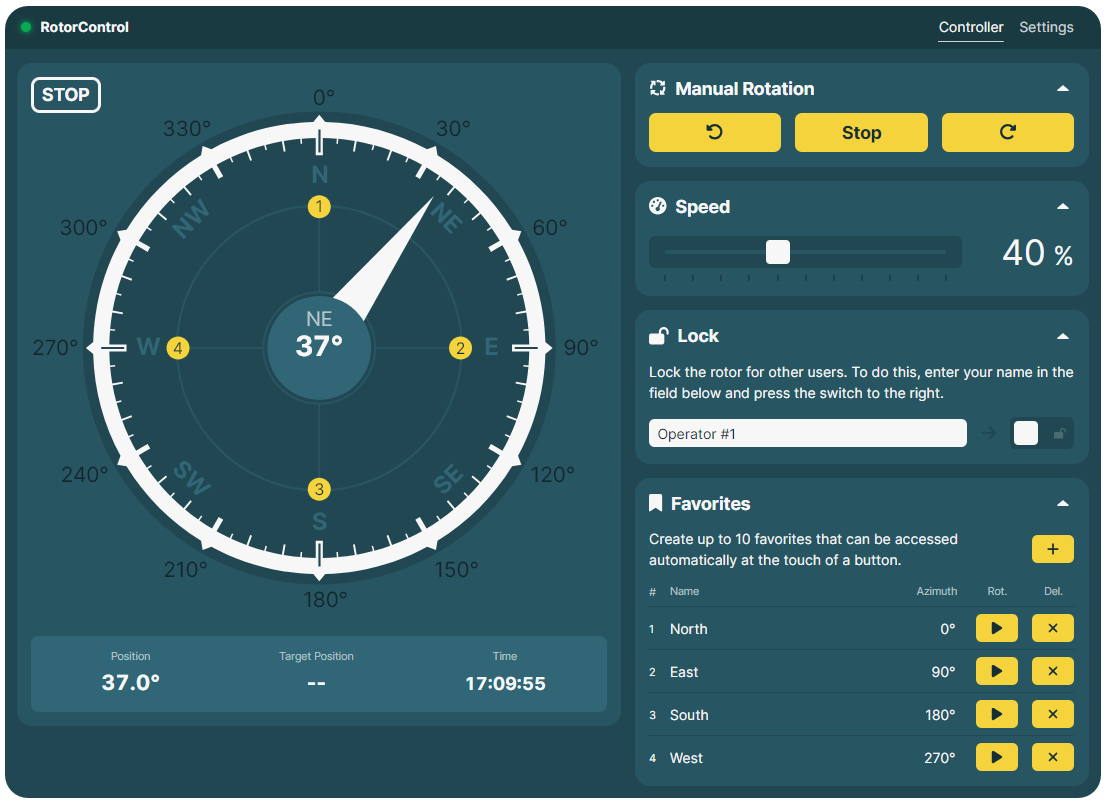 RotorControl
Controller Settings
STOP
0°
30°
60°
90°
120°
150°
180°
210°
240°
270°
300°
330°
N
NE
E
SE
S
SW
W
NW
1
2
3
4
NE
37°
Position Target Position Time
37.0° -- 17:09:55
Manual Rotation
Stop
Speed
40 %
Lock
Lock the rotor for other users. To do this, enter your name in the
field below and press the switch to the right.
Operator #1
Favorites
Create up to 10 favorites that can be accessed
automatically at the touch of a button.
# Name Azimuth Rot. Del.
1 North 0°
2 East 90°
3 South 180°
4 West 270°